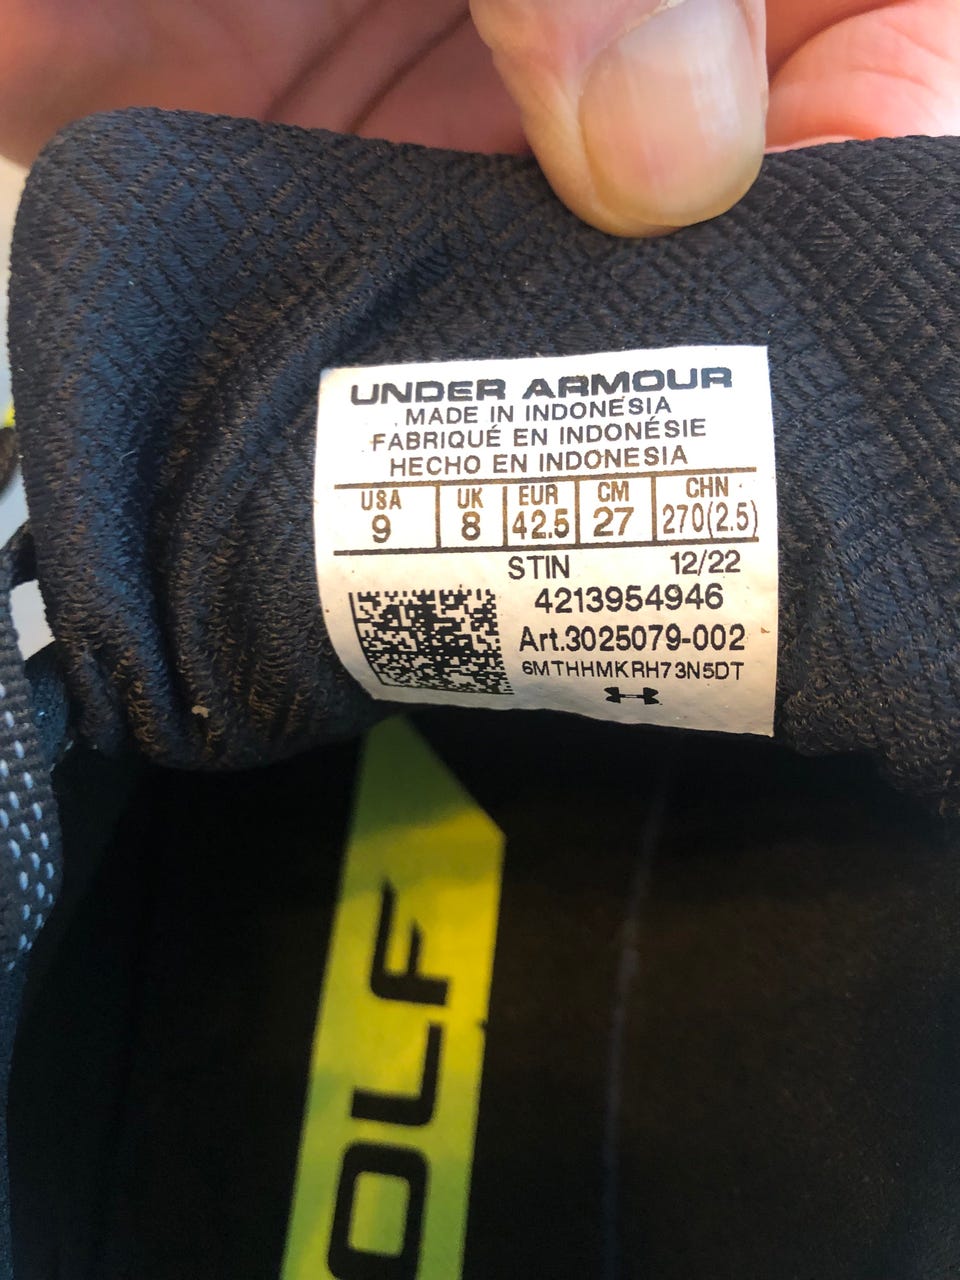 UNDER ARMOUR
MADE IN INDONESIA
FABRIQUÉ EN INDONÉSIE
HECHO EN INDONESIA
USA UK EUR CM CHN
9 8 42.5 27 270(2.5)
STIN 12/22
4213954946
Art.3025079-002
6MTHHMKRH73N5DT
OLF